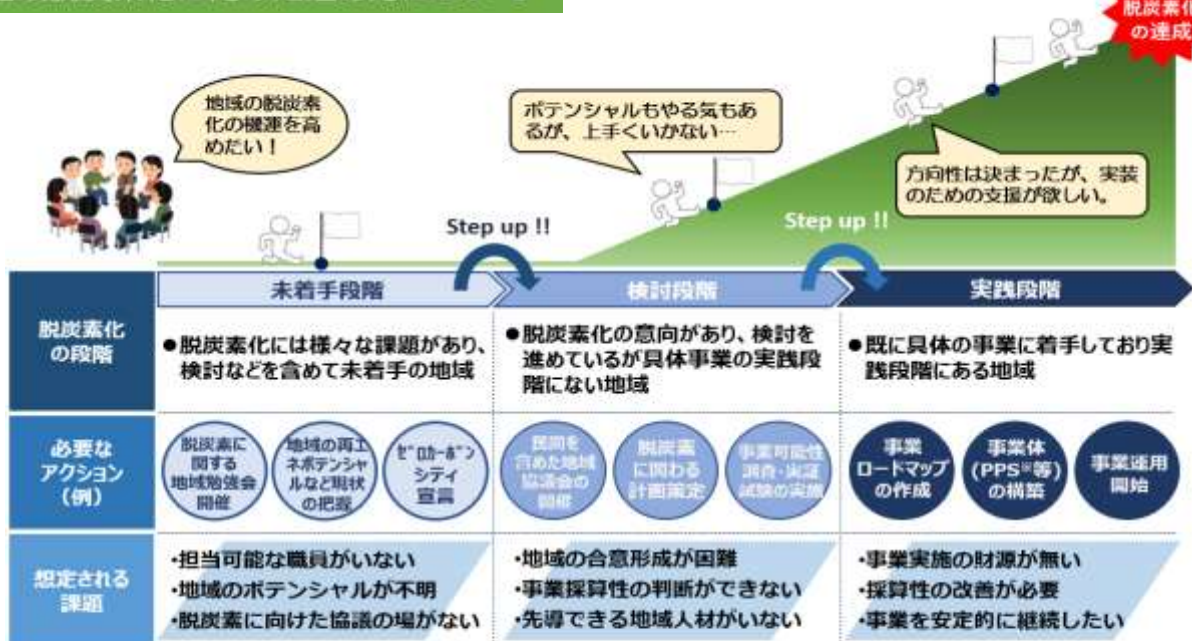 脱炭素化
の達成
地域の脱炭素
化の機運を高
めたい！
ポテンシャルもやる気もあ
るが、上手くいかない…
方向性は決まったが、実装
のための支援が欲しい。
Step up !!
Step up !!
脱炭素化
の段階
未着手段階
検討段階
実践段階
●脱炭素化には様々な課題があり、
検討などを含めて未着手の地域
●脱炭素化の意向があり、検討を
進めているが具体事業の実践段
階にない地域
●既に具体の事業に着手しており実
践段階にある地域
必要な
アクション
（例）
脱炭素に
関する
地域勉強会
開催
地域の再エ
ネポテンシャ
ルなど現状
の把握
ｾﾞﾛｶｰﾎﾞﾝ
シティ
宣言
民間を
含めた地域
協議会の
開催
脱炭素
に関わる
計画策定
事業可能性
調査・実証
試験の実施
事業
ロードマップ
の作成
事業体
(PPS※等)
の構築
事業運用
開始
想定される
課題
・担当可能な職員がいない
・地域のポテンシャルが不明
・脱炭素に向けた協議の場がない
・地域の合意形成が困難
・事業採算性の判断ができない
・先導できる地域人材がいない
・事業実施の財源が無い
・採算性の改善が必要
・事業を安定的に継続したい